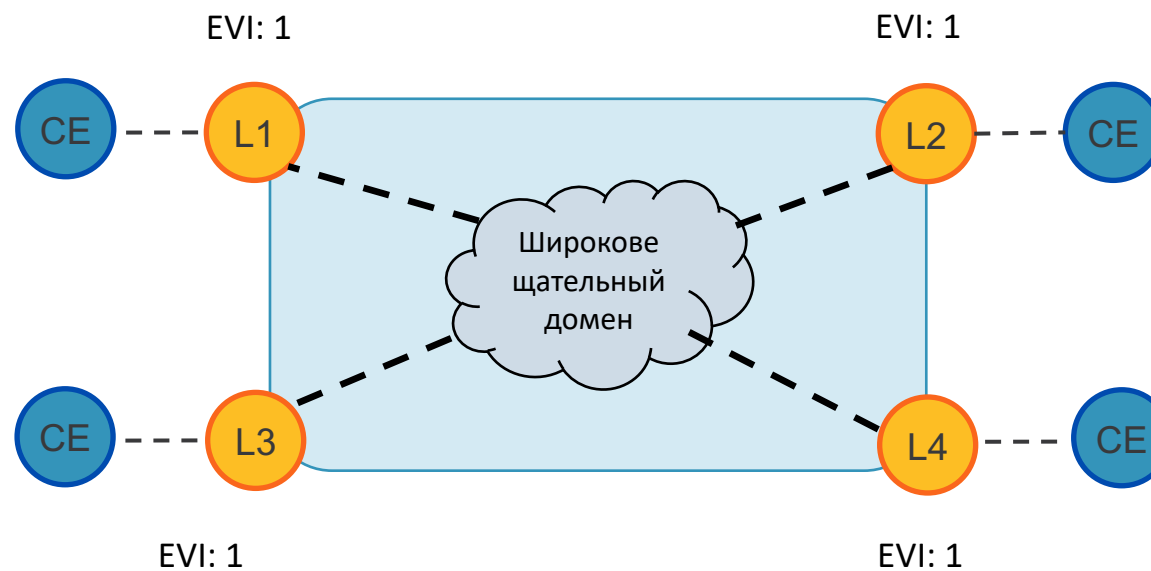 EVI: 1
EVI: 1
CE
L1
L2
CE
Широкове
щательный
домен
CE
L3
L4
CE
EVI: 1
EVI: 1